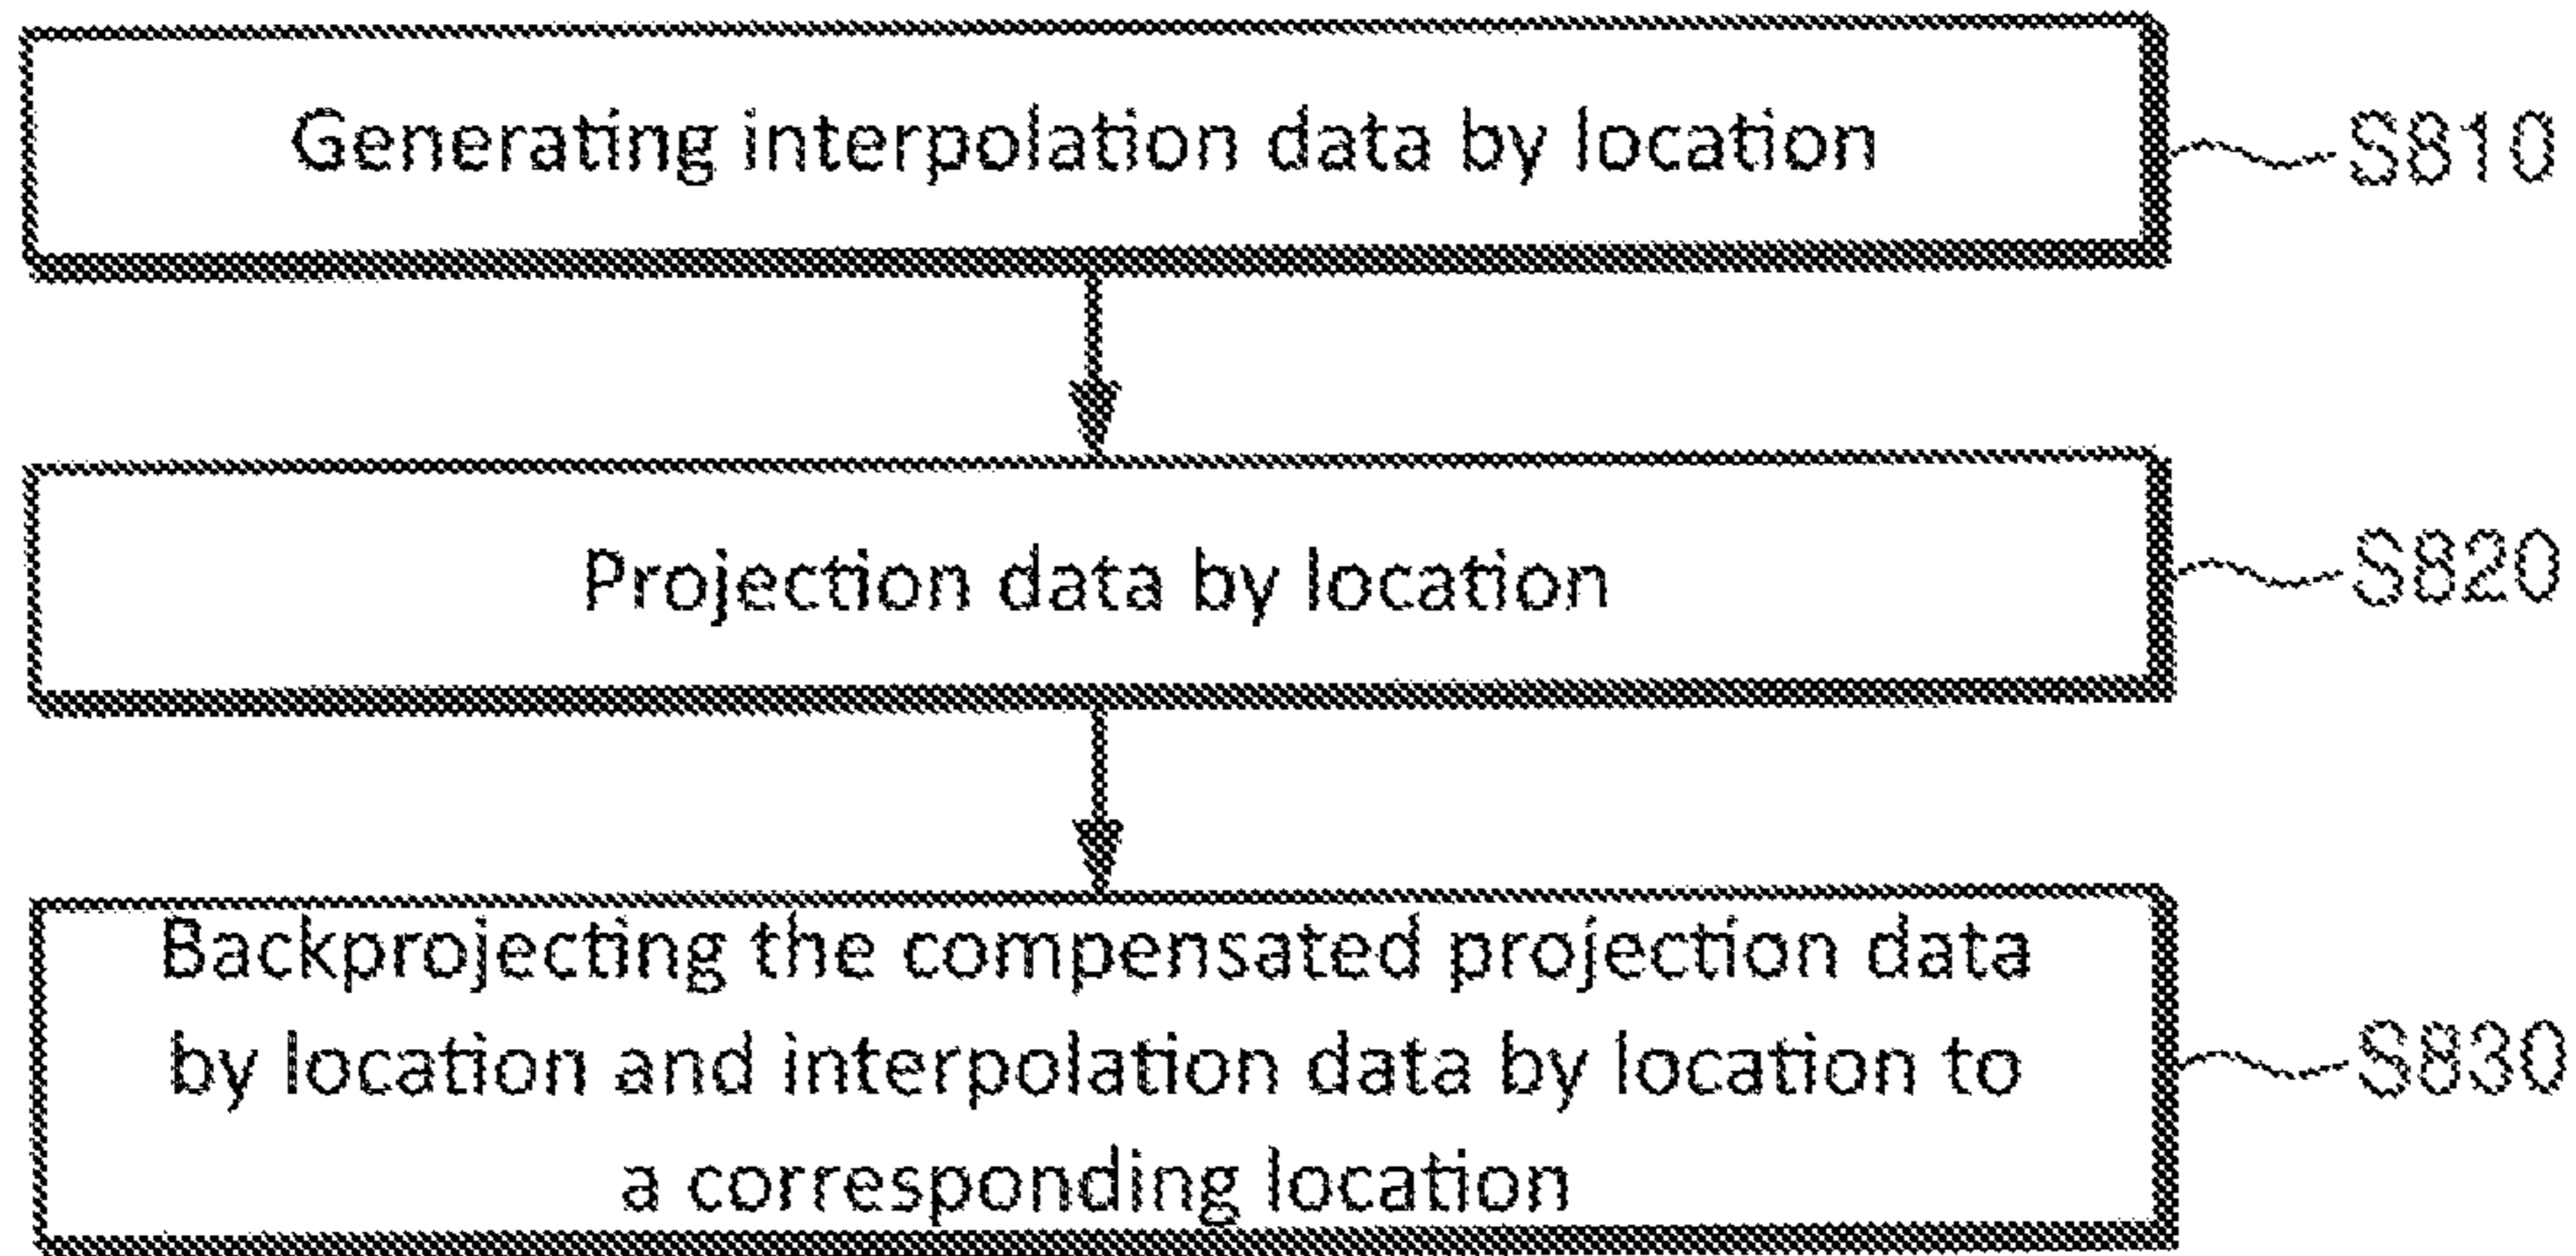 Generating interpolation data by location
S810
Projection data by location
S820
Backprojecting the compensated projection data
by location and interpolation data by location to
a corresponding location
S830